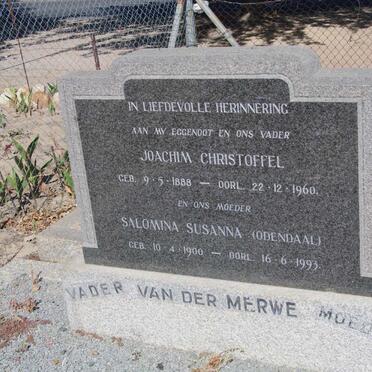 IN LIEFDEVOLLE HERINNERING
AAN MY EGGENOOT EN ONS VADER
JOACHIM CHRISTOFFEL
GEB. 9·5·1888 — OORL. 22·12·1960.
EN ONS MOEDER
SALOMINA SUSANNA (ODENDAAL)
GEB. 10·4·1900 — OORL. 16·6·1993.
VADER VAN DER MERWE